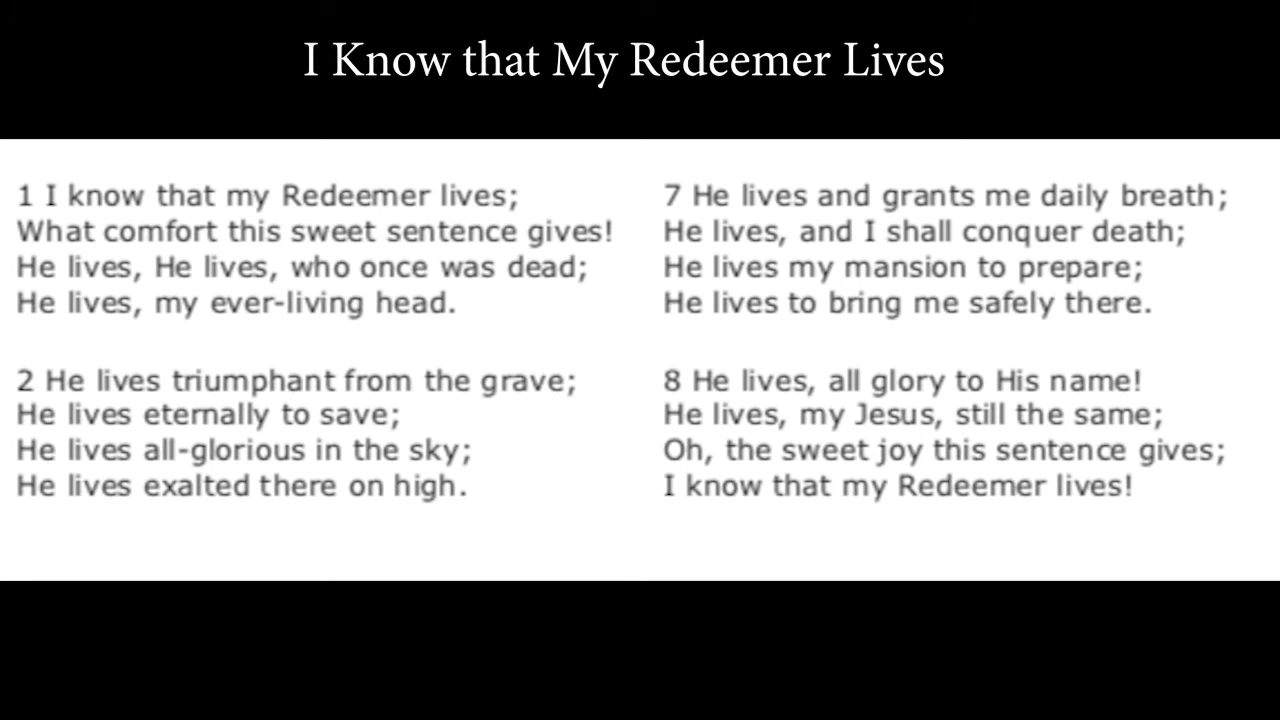 I Know that My Redeemer Lives
1 I know that my Redeemer lives;
What comfort this sweet sentence gives!
He lives, He lives, who once was dead;
He lives, my ever-living head.
2 He lives triumphant from the grave;
He lives eternally to save;
He lives all-glorious in the sky;
He lives exalted there on high.
7 He lives and grants me daily breath;
He lives, and I shall conquer death;
He lives my mansion to prepare;
He lives to bring me safely there.
8 He lives, all glory to His name!
He lives, my Jesus, still the same;
Oh, the sweet joy this sentence gives;
I know that my Redeemer lives!